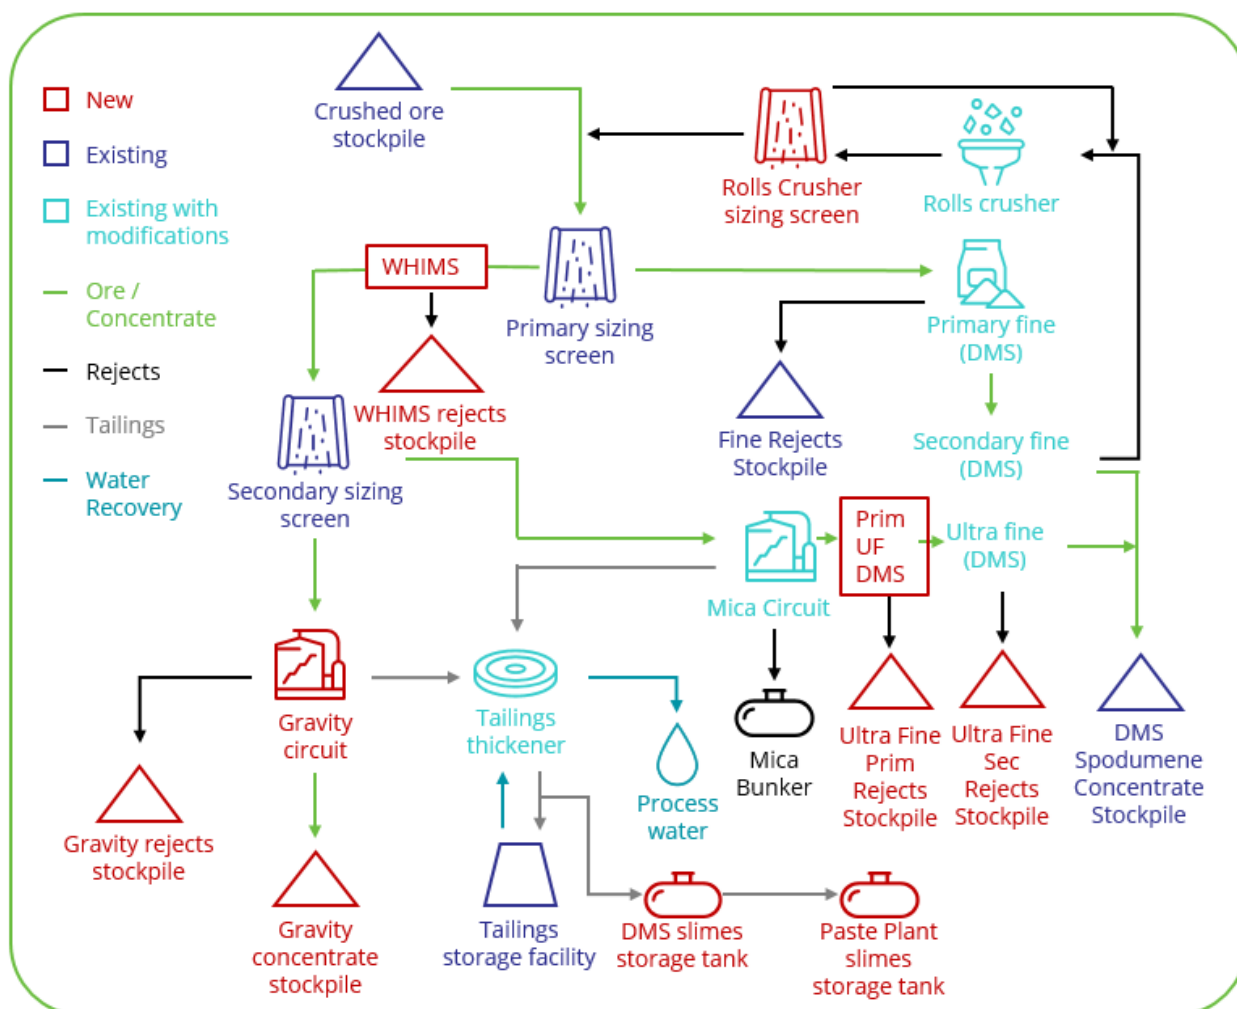 New
Existing
Existing with
modifications
Ore /
Concentrate
Rejects
Tailings
Water
Recovery
Crushed ore
stockpile
Rolls Crusher
sizing screen
Rolls crusher
WHIMS
Primary sizing
screen
Primary fine
(DMS)
WHIMS rejects
stockpile
Fine Rejects
Stockpile
Secondary fine
(DMS)
Secondary sizing
screen
Mica Circuit
Prim
UF
DMS
Ultra fine
(DMS)
Gravity
circuit
Tailings
thickener
Process
water
Mica
Bunker
Ultra Fine
Prim
Rejects
Stockpile
Ultra Fine
Sec
Rejects
Stockpile
DMS
Spodumene
Concentrate
Stockpile
Gravity rejects
stockpile
Gravity
concentrate
stockpile
Tailings
storage facility
DMS slimes
storage tank
Paste Plant
slimes
storage tank